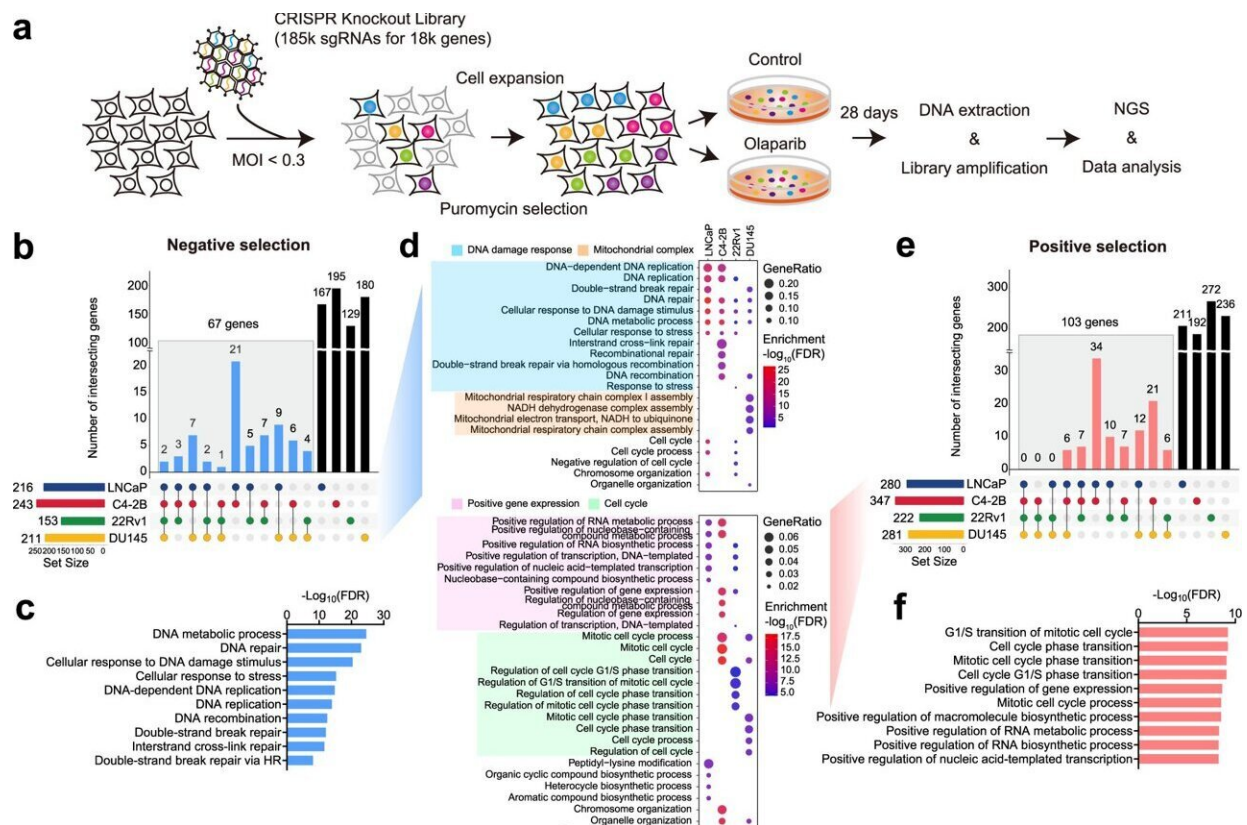 a
CRISPR Knockout Library
(185k sgRNAs for 18k genes)
MOI < 0.3
Cell expansion
Puromycin selection
Control
Olaparib
28 days
DNA extraction
&
Library amplification
NGS
&
Data analysis
b
Negative selection
Number of intersecting genes
200
150
100
20
15
10
5
0
67 genes
2
3
7
2
1
21
5
7
9
6
4
167
195
129
180
216
LNCaP
243
C4-2B
153
22Rv1
211
DU145
250 200 150 100 50 0
Set Size
c
-Log10(FDR)
0 10 20 30
DNA metabolic process
DNA repair
Cellular response to DNA damage stimulus
Cellular response to stress
DNA-dependent DNA replication
DNA replication
DNA recombination
Double-strand break repair
Interstrand cross-link repair
Double-strand break repair via HR
d
DNA damage response
Mitochondrial complex
LNCaP
C4-2B
22Rv1
DU145
DNA-dependent DNA replication
DNA replication
Double-strand break repair
DNA repair
Cellular response to DNA damage stimulus
DNA metabolic process
Cellular response to stress
Interstrand cross-link repair
Recombinational repair
Double-strand break repair via homologous recombination
DNA recombination
Response to stress
Mitochondrial respiratory chain complex I assembly
NADH dehydrogenase complex assembly
Mitochondrial electron transport, NADH to ubiquinone
Mitochondrial respiratory chain complex assembly
Cell cycle
Cell cycle process
Negative regulation of cell cycle
Chromosome organization
Organelle organization
GeneRatio
0.20
0.15
0.10
0.10
Enrichment
-log10(FDR)
25
20
15
10
5
Positive gene expression
Cell cycle
Positive regulation of RNA metabolic process
Positive regulation of nucleobase-containing
compound metabolic process
Positive regulation of RNA biosynthetic process
Positive regulation of transcription, DNA-templated
Positive regulation of nucleic acid-templated transcription
Nucleobase-containing compound biosynthetic process
Positive regulation of gene expression
Regulation of nucleobase-containing
compound metabolic process
Regulation of gene expression
Regulation of transcription, DNA-templated
Mitotic cell cycle process
Mitotic cell cycle
Cell cycle
Regulation of cell cycle G1/S phase transition
Regulation of G1/S transition of mitotic cell cycle
Regulation of cell cycle phase transition
Regulation of mitotic cell cycle phase transition
Mitotic cell cycle phase transition
Cell cycle phase transition
Cell cycle process
Regulation of cell cycle
Peptidyl-lysine modification
Organic cyclic compound biosynthetic process
Heterocycle biosynthetic process
Aromatic compound biosynthetic process
Chromosome organization
Organelle organization
GeneRatio
0.06
0.05
0.04
0.03
0.02
Enrichment
-log10(FDR)
17.5
15.0
12.5
10.0
7.5
5.0
e
Positive selection
Number of intersecting genes
300
200
30
20
10
0
103 genes
0
0
0
6
7
34
10
7
12
21
6
211
192
272
236
280
LNCaP
347
C4-2B
222
22Rv1
281
DU145
300 200 100 0
Set Size
f
-Log10(FDR)
0 5 10
G1/S transition of mitotic cell cycle
Cell cycle phase transition
Mitotic cell cycle phase transition
Cell cycle G1/S phase transition
Positive regulation of gene expression
Mitotic cell cycle process
Positive regulation of macromolecule biosynthetic process
Positive regulation of RNA metabolic process
Positive regulation of RNA biosynthetic process
Positive regulation of nucleic acid-templated transcription